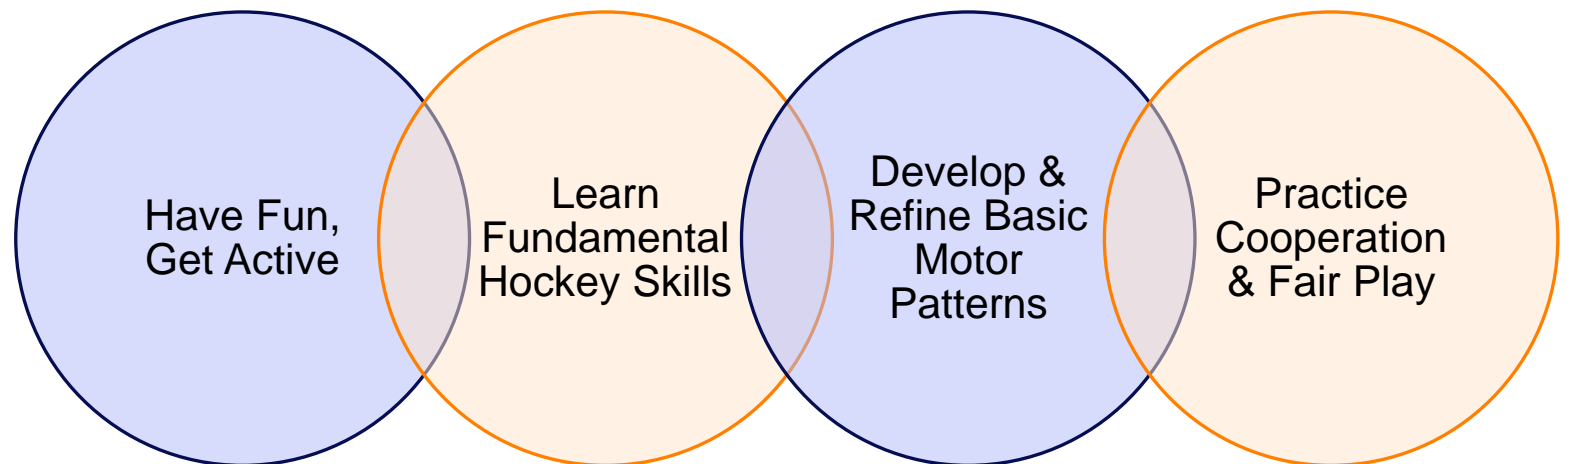 Have Fun,
Get Active
Learn
Fundamental
Hockey Skills
Develop &
Refine Basic
Motor
Patterns
Practice
Cooperation
& Fair Play